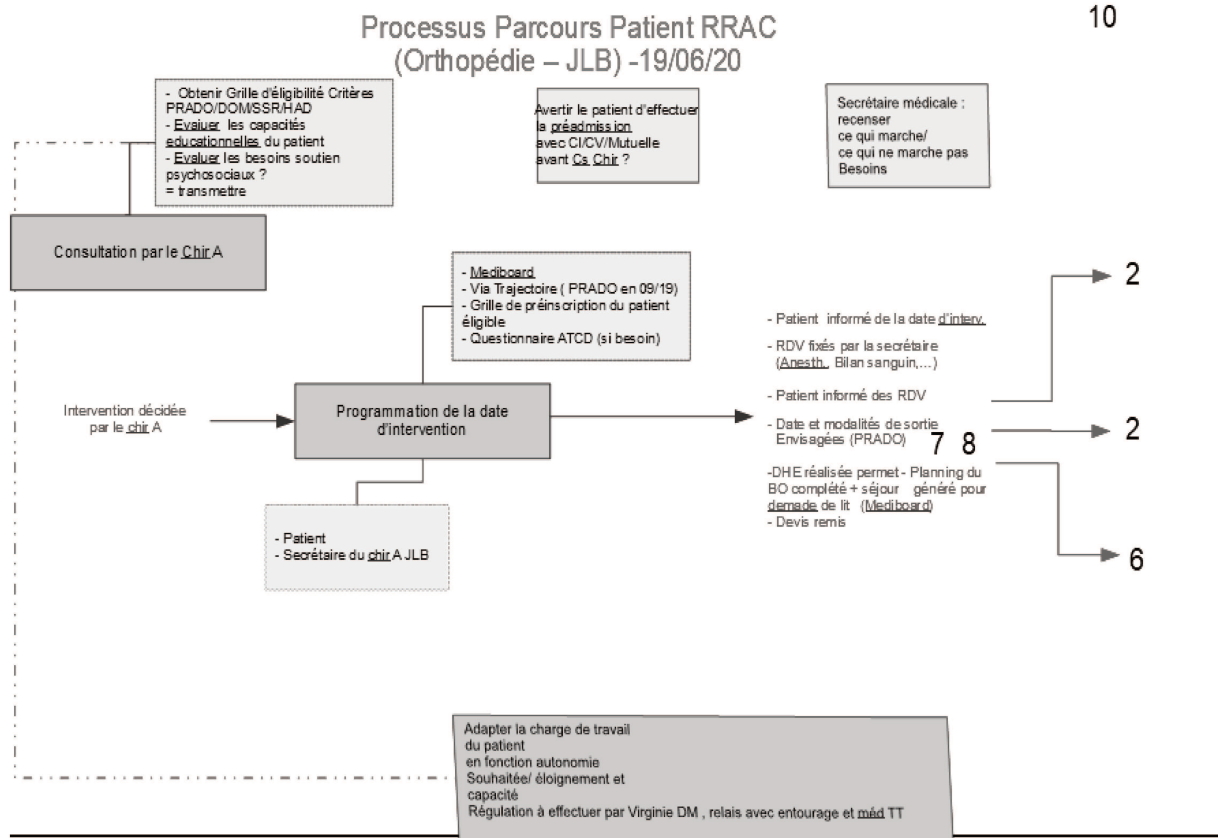 Processus Parcours Patient RRAC
(Orthopédie – JLB) -19/06/20
10
- Obtenir Grille d'éligibilité Critères
PRADO/DOM/SSR/HAD
- Evaluer les capacités
educationnelles du patient
- Evaluer les besoins soutien
psychosociaux ?
= transmettre
Avertir le patient d'effectuer
la préadmission
avec CI/CV/Mutuelle
avant Cs Chir ?
Secrétaire médicale :
recenser
ce qui marche/
ce qui ne marche pas
Besoins
Consultation par le Chir A
- Mediboard
- Via Trajectoire ( PRADO en 09/19)
- Grille de préinscription du patient
éligible
- Questionnaire ATCD (si besoin)
Intervention décidée
par le chir A
Programmation de la date
d'intervention
- Patient
- Secrétaire du chir A JLB
- Patient informé de la date d'interv.
- RDV fixés par la secrétaire
(Anesth., Bilan sanguin,...)
- Patient informé des RDV
- Date et modalités de sortie
Envisagées (PRADO)
7 8
-DHE réalisée permet - Planning du
BO complété + séjour généré pour
demade de lit (Mediboard)
- Devis remis
2
2
6
Adapter la charge de travail
du patient
en fonction autonomie
Souhaitée/ éloignement et
capacité
Régulation à effectuer par Virginie DM , relais avec entourage et méd TT